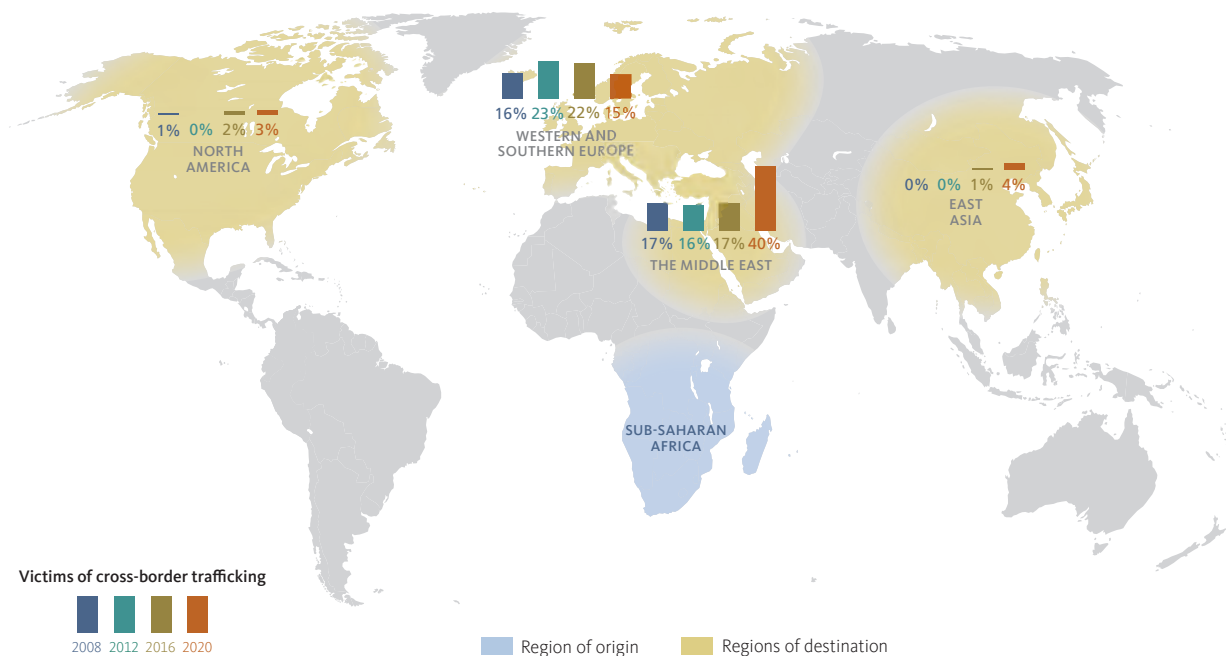 16% 23% 22% 15%
WESTERN AND
SOUTHERN EUROPE
1% 0% 2% 3%
NORTH
AMERICA
0% 0% 1% 4%
EAST
ASIA
17% 16% 17% 40%
THE MIDDLE EAST
SUB-SAHARAN
AFRICA
Victims of cross-border trafficking
2008 2012 2016 2020
Region of origin Regions of destination